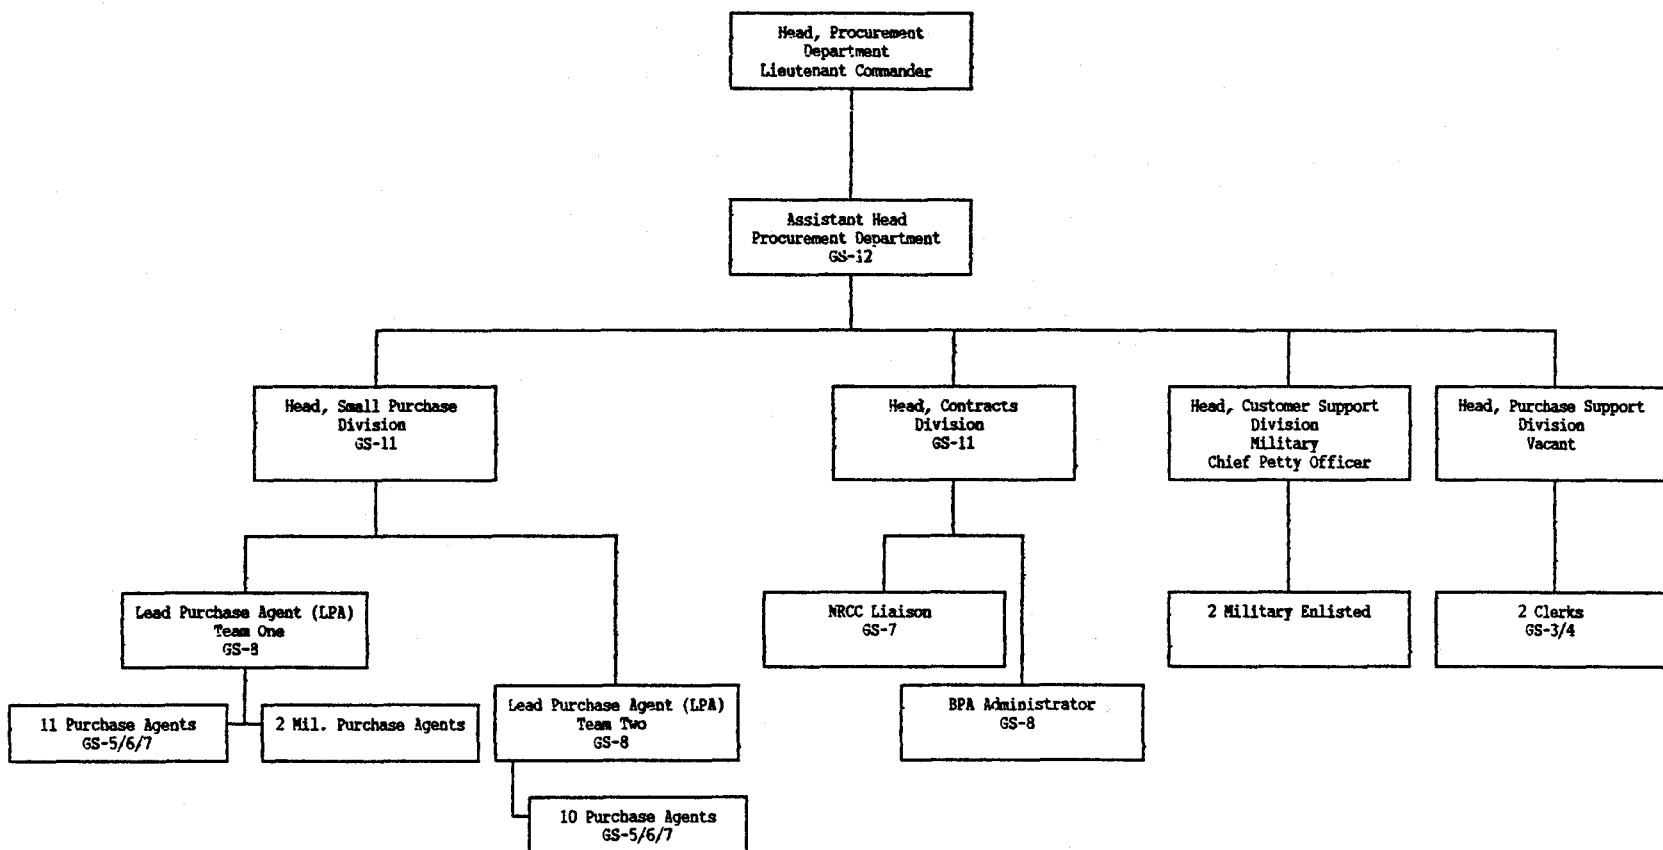 Head, Procurement
Department
Lieutenant Commander
Assistant Head
Procurement Department
GS-12
Head, Small Purchase
Division
GS-11
Head, Contracts
Division
GS-11
Head, Customer Support
Division
Military
Chief Petty Officer
Head, Purchase Support
Division
Vacant
Lead Purchase Agent (LPA)
Team One
GS-8
NRCC Liaison
GS-7
2 Military Enlisted
2 Clerks
GS-3/4
11 Purchase Agents
GS-5/6/7
2 Mil. Purchase Agents
Lead Purchase Agent (LPA)
Team Two
GS-8
BPA Administrator
GS-8
10 Purchase Agents
GS-5/6/7